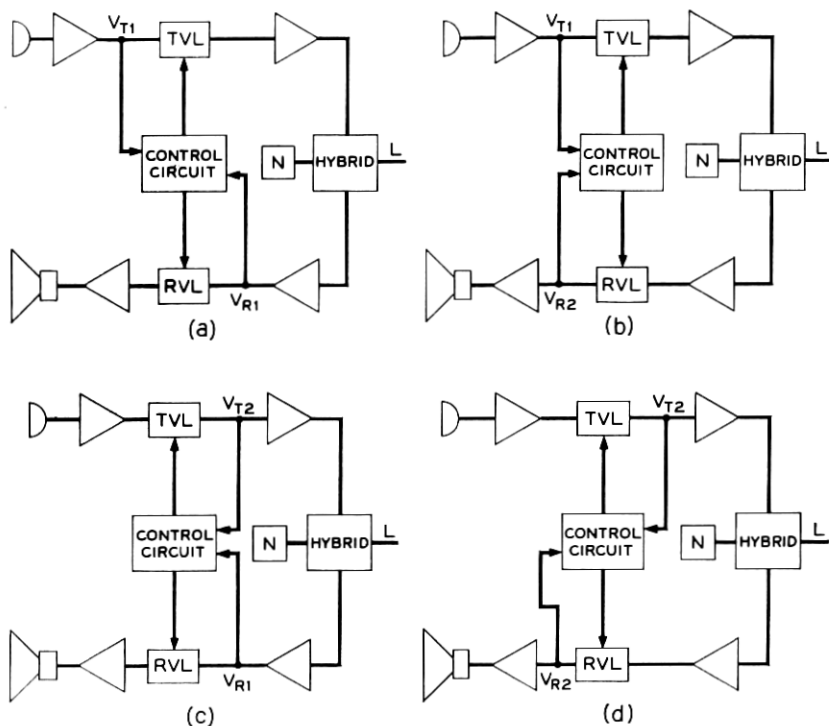 VT1
TVL
CONTROL
CIRCUIT
N
HYBRID
L
RVL
VR1
(a)
VT1
TVL
CONTROL
CIRCUIT
N
HYBRID
L
RVL
VR2
(b)
VT2
TVL
CONTROL
CIRCUIT
N
HYBRID
L
RVL
VR1
(c)
VT2
TVL
CONTROL
CIRCUIT
N
HYBRID
L
RVL
VR2
(d)